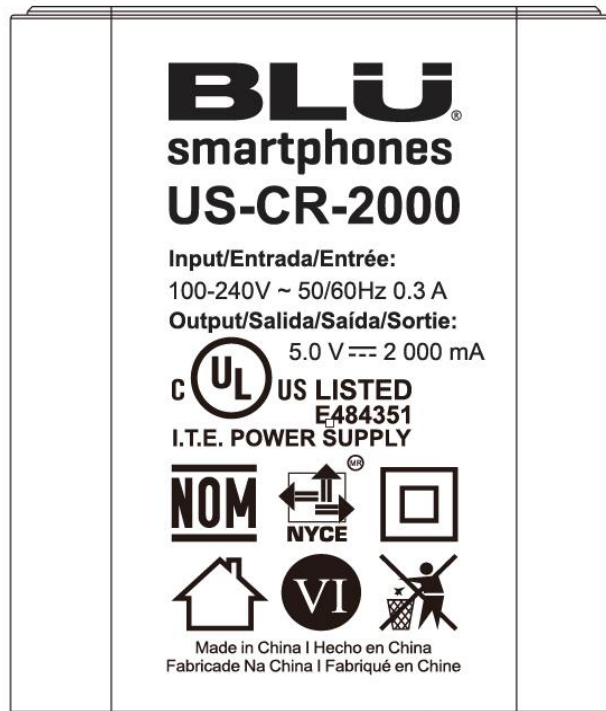 BLU®
smartphones
US-CR-2000
Input/Entrada/Entrée:
100-240V ~ 50/60Hz 0.3 A
Output/Salida/Saída/Sortie:
5.0 V⎓ 2 000 mA
C UL US LISTED
E484351
I.T.E. POWER SUPPLY
NOM
MR
NYCE
VI
Made in China I Hecho en China
Fabricade Na China I Fabriqué en Chine